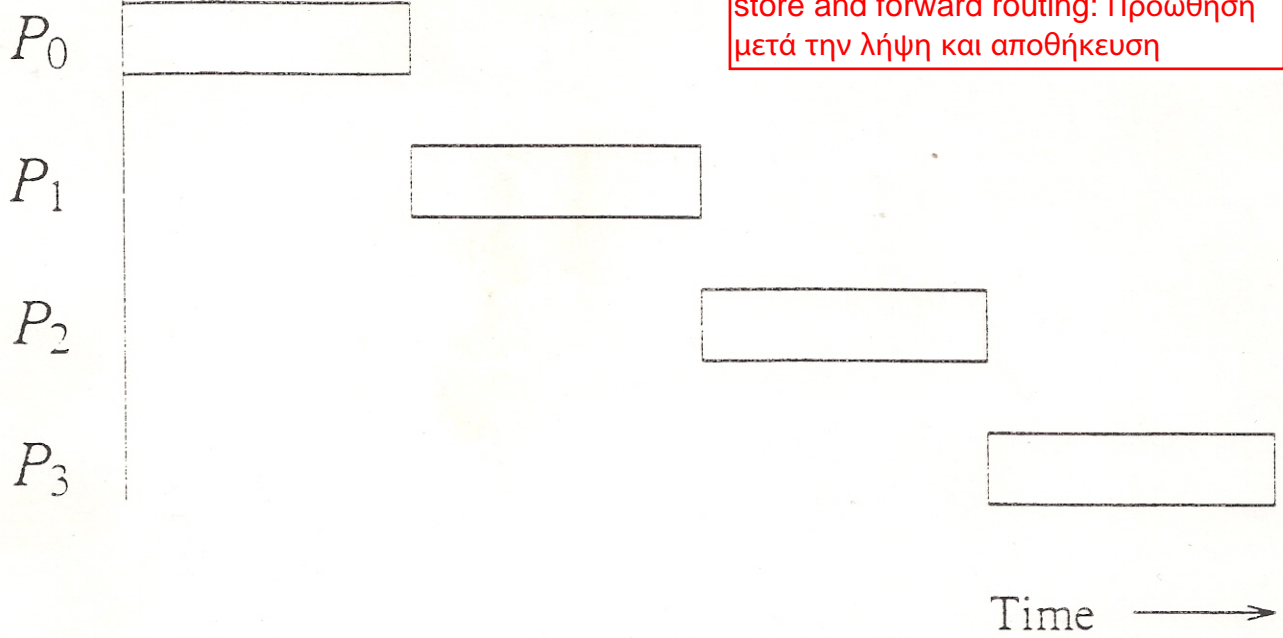 P0
store and forward routing: Προώθηση
μετά την λήψη και αποθήκευση
P1
P2
P3
Time